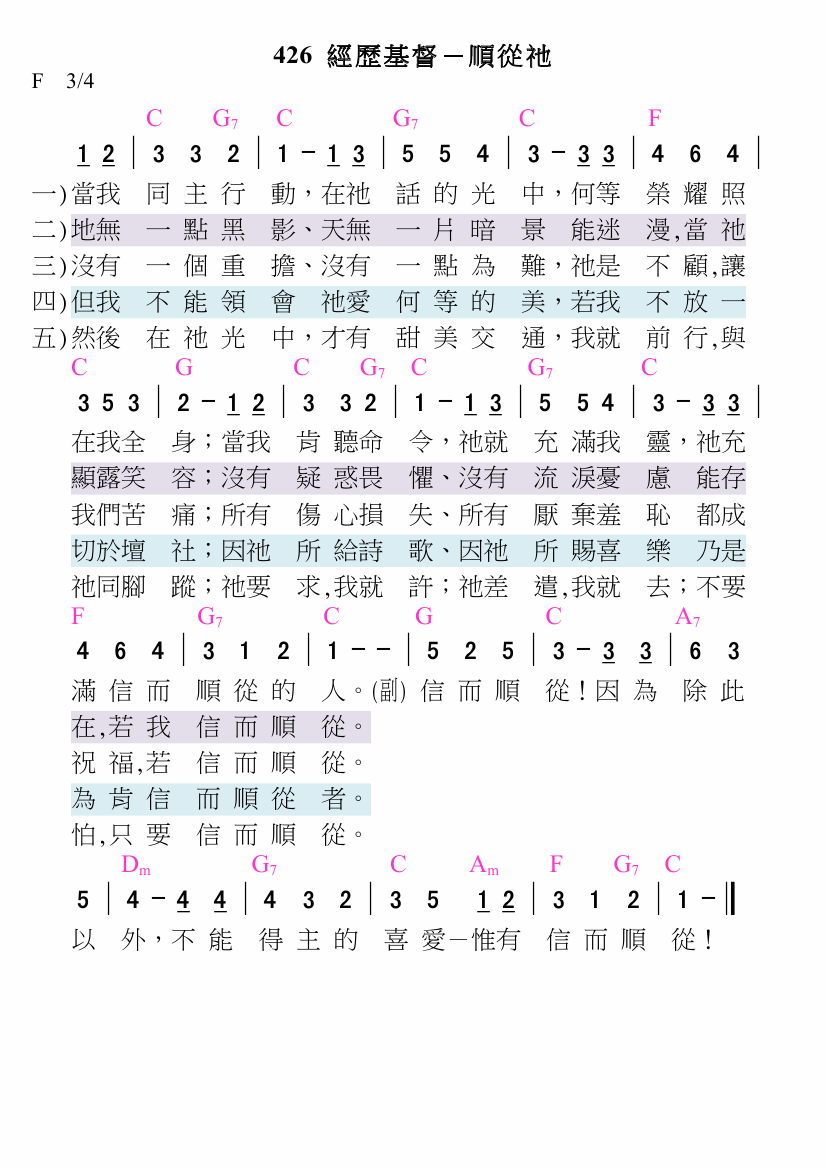 426 經歷基督－順從祂
F 3/4
C G7 C G7 C F
1 2 | 3 3 2 | 1 - 1 3 | 5 5 4 | 3 - 3 3 | 4 6 4 |
一)當我 同主行 動，在祂 話的光 中，何等 榮耀照
二)地無 一點黑 影、天無 一片暗 景 能迷 漫,當祂
三)沒有 一個重 擔、沒有 一點為 難，祂是 不顧,讓
四)但我 不能領 會 祂愛 何等的 美，若我 不放一
五)然後 在祂光 中，才有 甜美交 通，我就 前行,與
C G C G7 C G7 C
3 5 3 | 2 - 1 2 | 3 3 2 | 1 - 1 3 | 5 5 4 | 3 - 3 3 |
在我全 身；當我 肯聽命 令，祂就 充滿我 靈，祂充
顯露笑 容；沒有 疑惑畏 懼、沒有 流淚憂 慮 能存
我們苦 痛；所有 傷心損 失、所有 厭棄羞 恥 都成
切於壇 社；因祂 所給詩 歌、因祂 所賜喜 樂 乃是
祂同腳 蹤；祂要 求,我就 許；祂差 遣,我就 去；不要
F G7 C G C A7
4 6 4 | 3 1 2 | 1 - - | 5 2 5 | 3 - 3 3 | 6 3
滿信而 順從的 人。(副) 信而順 從！因為 除此
在,若我 信而順 從。
祝福,若 信而順 從。
為肯信 而順從 者。
怕,只要 信而順 從。
Dm G7 C Am F G7 C
5 | 4 - 4 4 | 4 3 2 | 3 5 1 2 | 3 1 2 | 1 - ||
以 外，不能 得主的 喜愛－惟有 信而順 從！